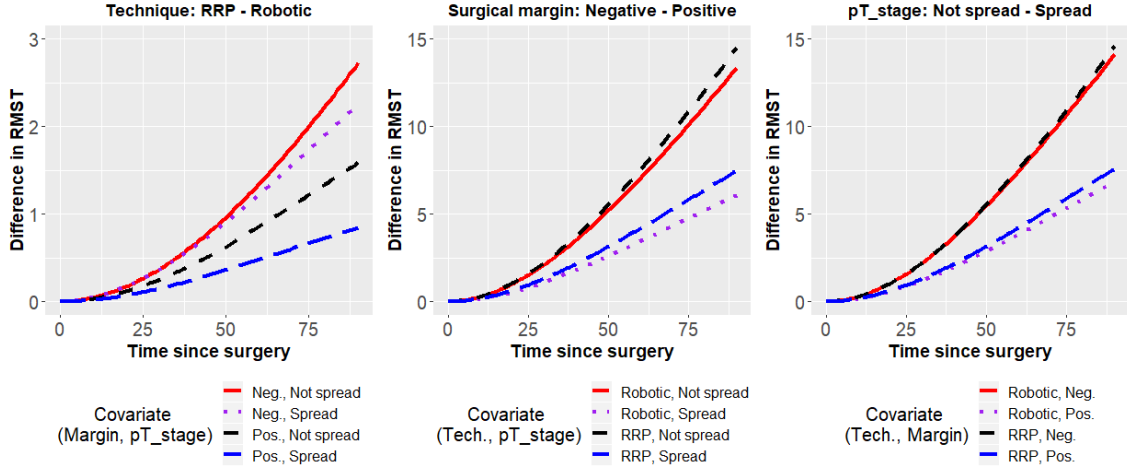 Technique: RRP - Robotic
Difference in RMST
3
2
1
0
0 25 50 75
Time since surgery
Covariate
(Margin, pT_stage)
Neg., Not spread
Neg., Spread
Pos., Not spread
Pos., Spread
Surgical margin: Negative - Positive
Difference in RMST
15
10
5
0
0 25 50 75
Time since surgery
Covariate
(Tech., pT_stage)
Robotic, Not spread
Robotic, Spread
RRP, Not spread
RRP, Spread
pT_stage: Not spread - Spread
Difference in RMST
15
10
5
0
0 25 50 75
Time since surgery
Covariate
(Tech., Margin)
Robotic, Neg.
Robotic, Pos.
RRP, Neg.
RRP, Pos.